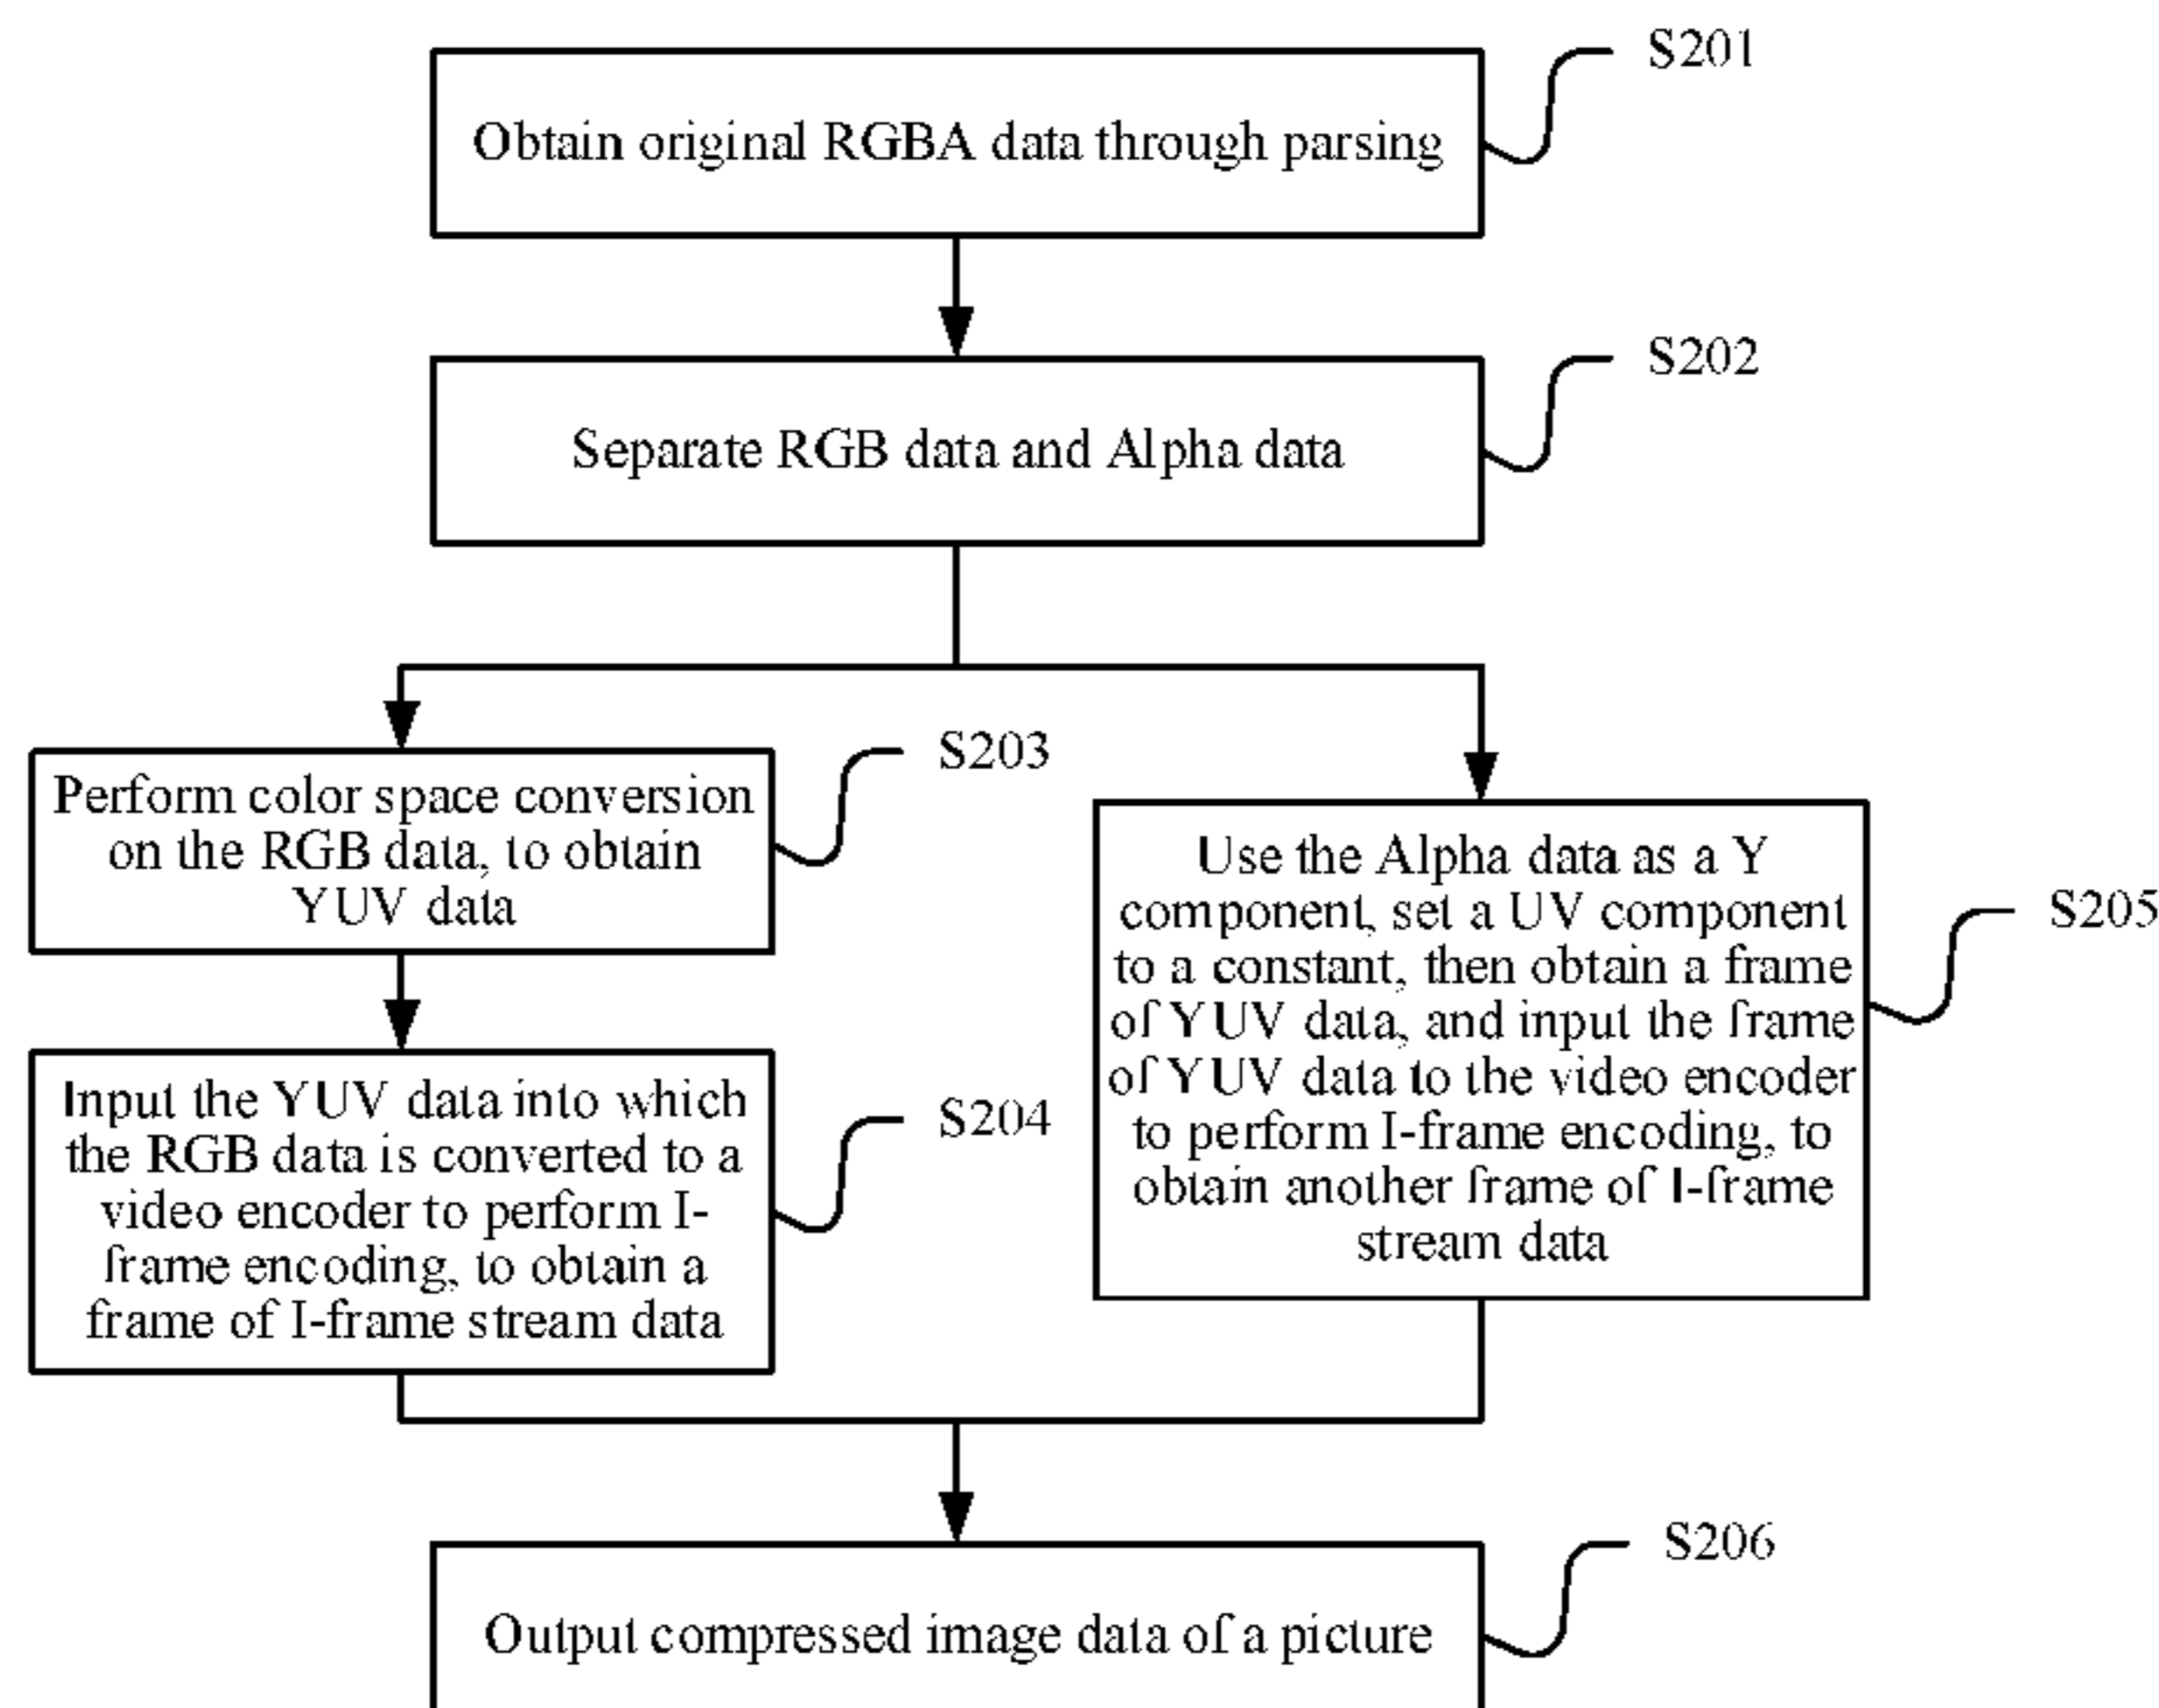 S201
Obtain original RGBA data through parsing
S202
Separate RGB data and Alpha data
S203
Perform color space conversion
on the RGB data, to obtain
YUV data
S204
Input the YUV data into which
the RGB data is converted to a
video encoder to perform I-
frame encoding, to obtain a
frame of I-frame stream data
S205
Use the Alpha data as a Y
component, set a UV component
to a constant, then obtain a frame
of YUV data, and input the frame
of YUV data to the video encoder
to perform I-frame encoding, to
obtain another frame of I-frame
stream data
S206
Output compressed image data of a picture